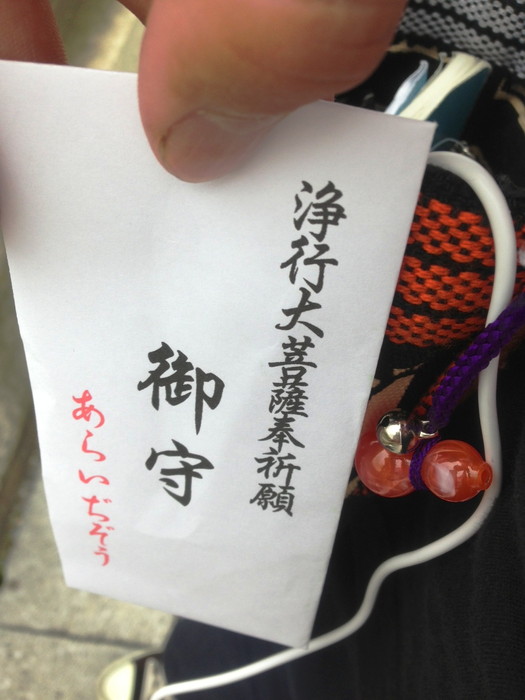 浄行大菩薩奉祈願
御守
あらいぢぞう